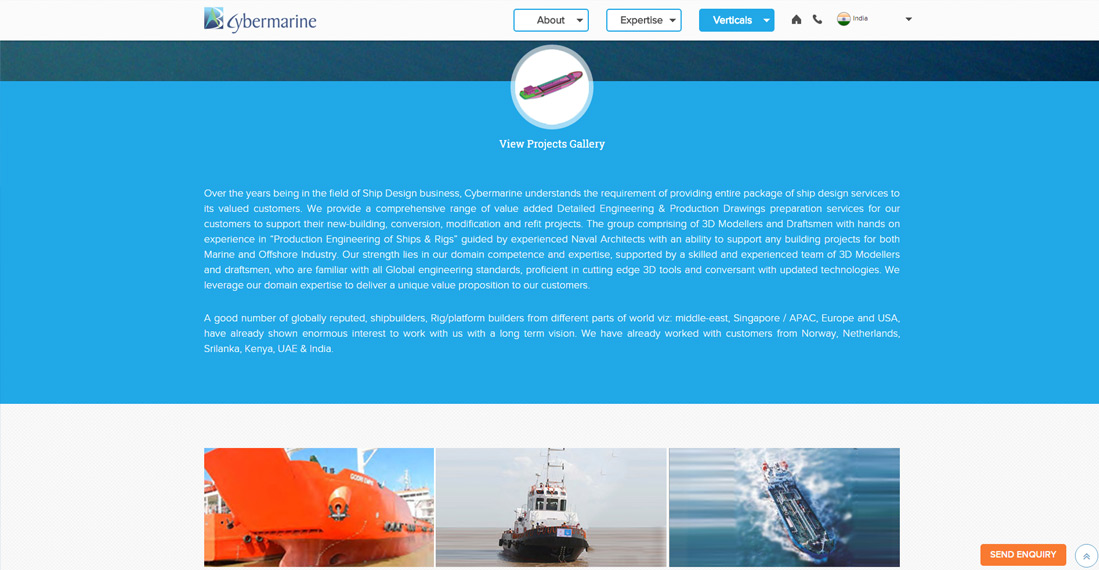 Cybermarine
About
Expertise
Verticals
India
View Projects Gallery
Over the years being in the field of Ship Design business, Cybermarine understands the requirement of providing entire package of ship design services to
its valued customers. We provide a comprehensive range of value added Detailed Engineering & Production Drawings preparation services for our
customers to support their new-building, conversion, modification and refit projects. The group comprising of 3D Modellers and Draftsmen with hands on
experience in “Production Engineering of Ships & Rigs” guided by experienced Naval Architects with an ability to support any building projects for both
Marine and Offshore Industry. Our strength lies in our domain competence and expertise, supported by a skilled and experienced team of 3D Modellers
and draftsmen, who are familiar with all Global engineering standards, proficient in cutting edge 3D tools and conversant with updated technologies. We
leverage our domain expertise to deliver a unique value proposition to our customers.
A good number of globally reputed, shipbuilders, Rig/platform builders from different parts of world viz: middle-east, Singapore / APAC, Europe and USA,
have already shown enormous interest to work with us with a long term vision. We have already worked with customers from Norway, Netherlands,
Srilanka, Kenya, UAE & India.
SEND ENQUIRY